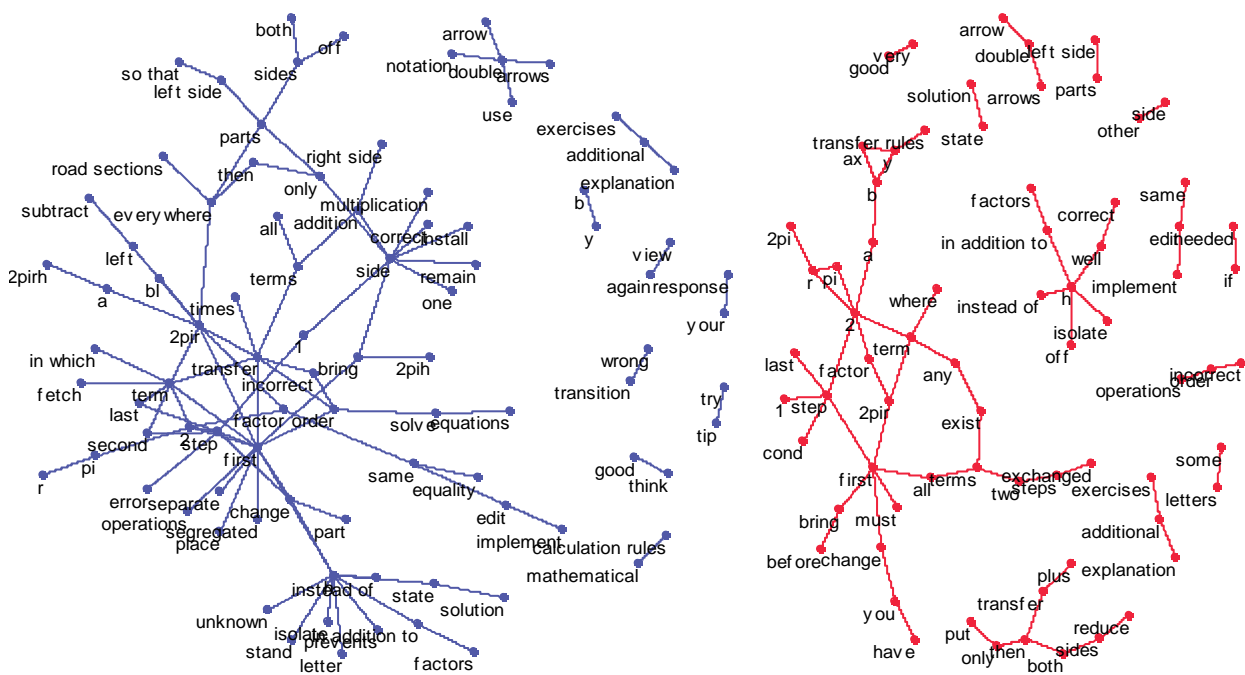 both
off
so that
left side
sides
parts
road sections
then
right side
only
subtract
everywhere
all
multiplication
addition
correct
install
left
side
2pirh
a
bl
terms
remain
one
times
2pir
1
in which
transfer
bring
2pih
fetch
term
incorrect
last
factor
order
solve
equations
second
2
step
r
pi
first
same
equality
error
separate
operations
segregated
change
place
part
edit
implement
instead of
state
solution
unknown
isolate
in addition to
prevents
stand
letter
factors
arrow
notation
double
arrows
use
exercises
additional
explanation
b
y
view
again
response
your
wrong
transition
try
tip
good
think
calculation rules
mathematical
very
good
arrow
double
left side
arrows
parts
solution
state
side
other
transfer rules
ax
y
b
factors
correct
same
2pi
a
in addition to
well
edit
needed
r
pi
where
instead of
h
implement
if
2
isolate
off
term
last
factor
any
incorrect
order
operations
1
step
2pir
cond
exist
first
all
terms
exchanged
two
steps
some
letters
exercises
bring
must
additional
before
change
explanation
plus
you
transfer
put
reduce
have
only
then
sides
both